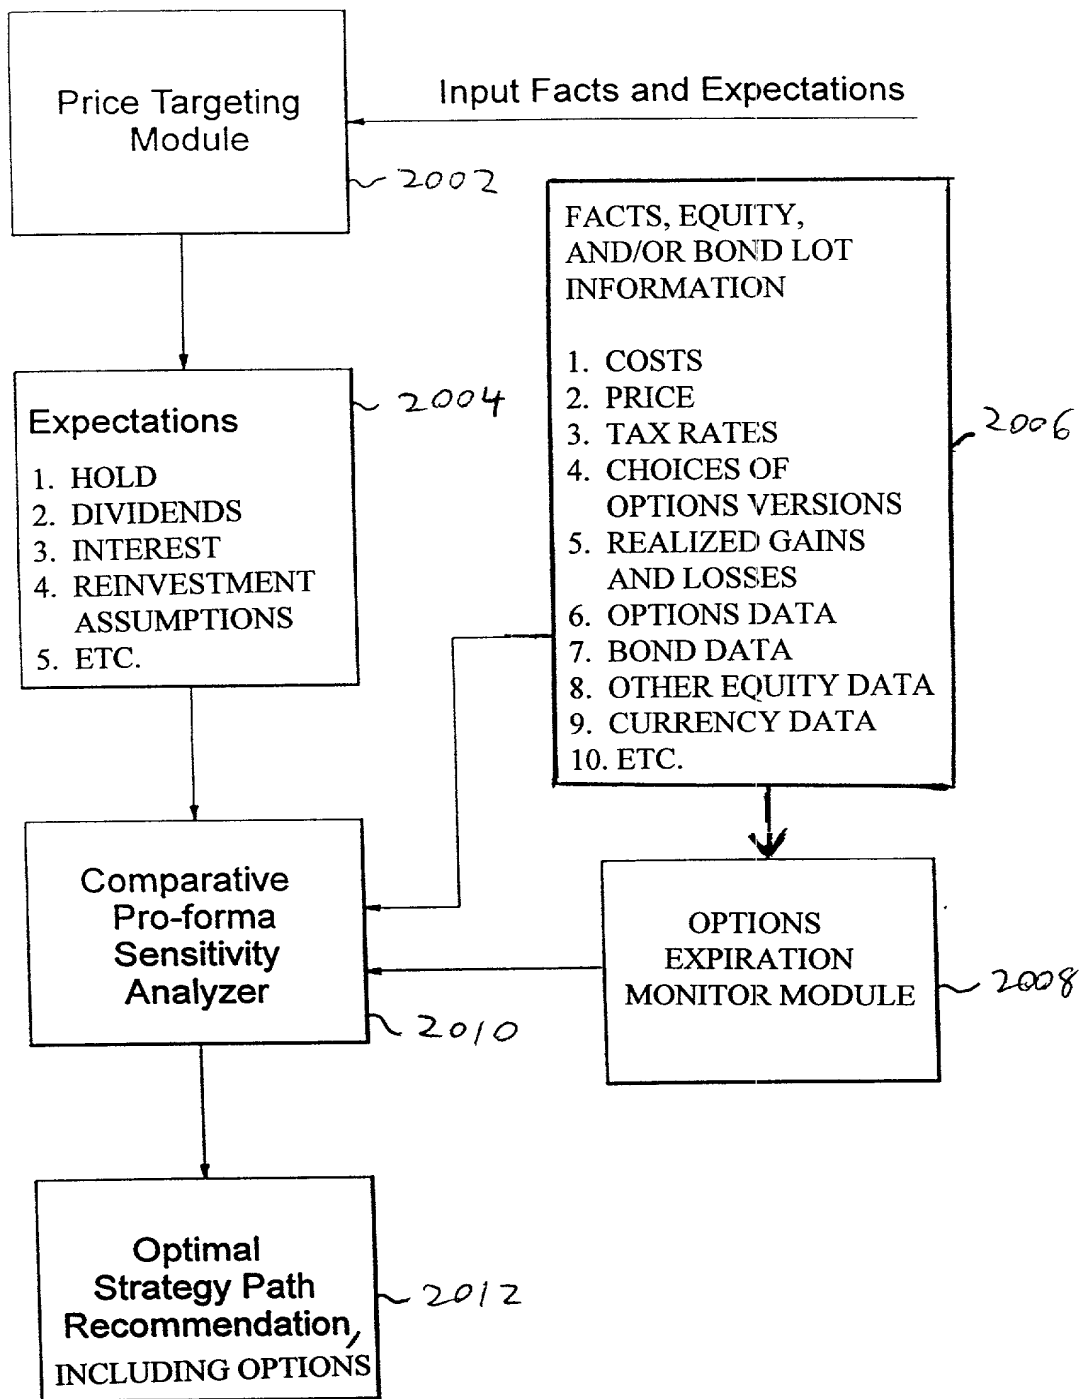 Price Targeting
Module
2002
Input Facts and Expectations
Expectations
1. HOLD
2. DIVIDENDS
3. INTEREST
4. REINVESTMENT
ASSUMPTIONS
5. ETC.
2004
FACTS, EQUITY,
AND/OR BOND LOT
INFORMATION
1. COSTS
2. PRICE
3. TAX RATES
4. CHOICES OF
OPTIONS VERSIONS
5. REALIZED GAINS
AND LOSSES
6. OPTIONS DATA
7. BOND DATA
8. OTHER EQUITY DATA
9. CURRENCY DATA
10. ETC.
2006
Comparative
Pro-forma
Sensitivity
Analyzer
2010
OPTIONS
EXPIRATION
MONITOR MODULE
2008
Optimal
Strategy Path
Recommendation,
INCLUDING OPTIONS
2012